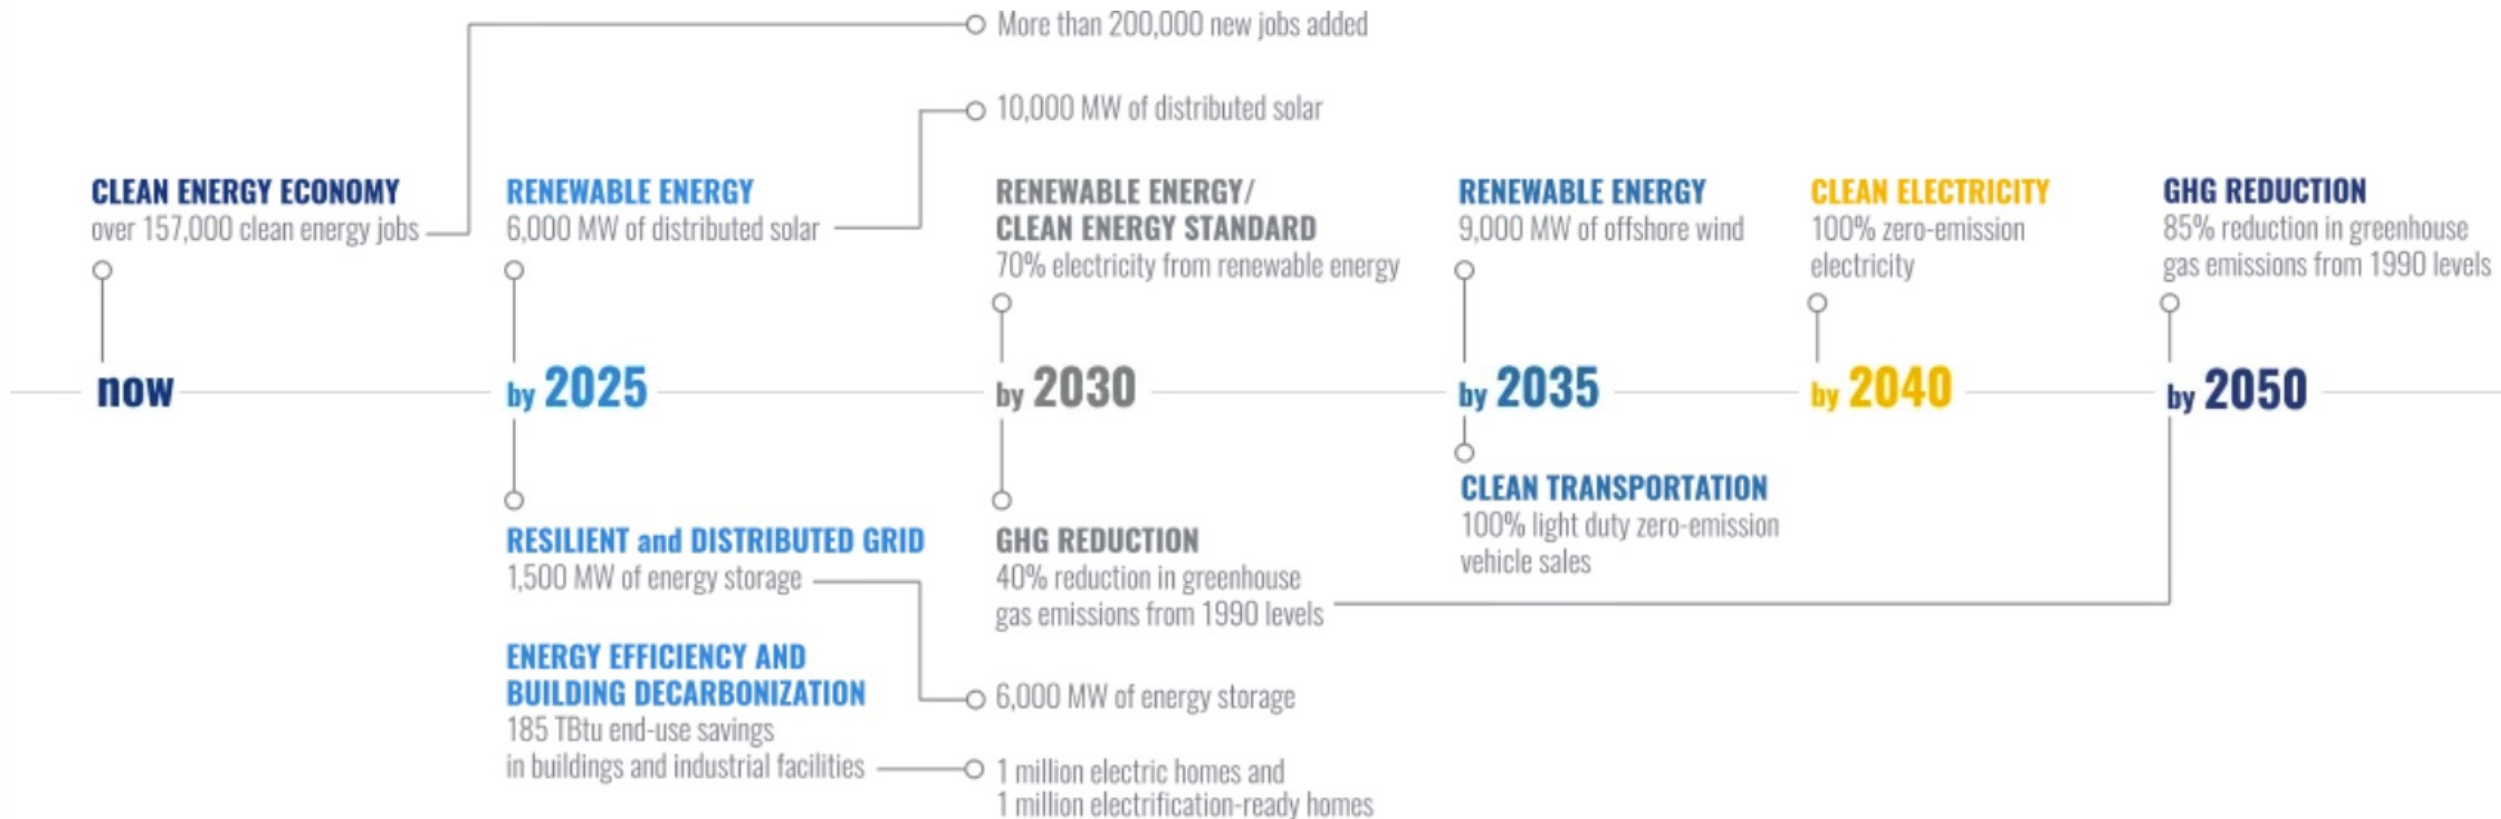 More than 200,000 new jobs added
10,000 MW of distributed solar
CLEAN ENERGY ECONOMY
over 157,000 clean energy jobs
RENEWABLE ENERGY
6,000 MW of distributed solar
RENEWABLE ENERGY/
CLEAN ENERGY STANDARD
70% electricity from renewable energy
RENEWABLE ENERGY
9,000 MW of offshore wind
CLEAN ELECTRICITY
100% zero-emission
electricity
GHG REDUCTION
85% reduction in greenhouse
gas emissions from 1990 levels
now
by 2025
by 2030
by 2035
by 2040
by 2050
RESILIENT and DISTRIBUTED GRID
1,500 MW of energy storage
ENERGY EFFICIENCY AND
BUILDING DECARBONIZATION
185 TBtu end-use savings
in buildings and industrial facilities
GHG REDUCTION
40% reduction in greenhouse
gas emissions from 1990 levels
6,000 MW of energy storage
1 million electric homes and
1 million electrification-ready homes
CLEAN TRANSPORTATION
100% light duty zero-emission
vehicle sales